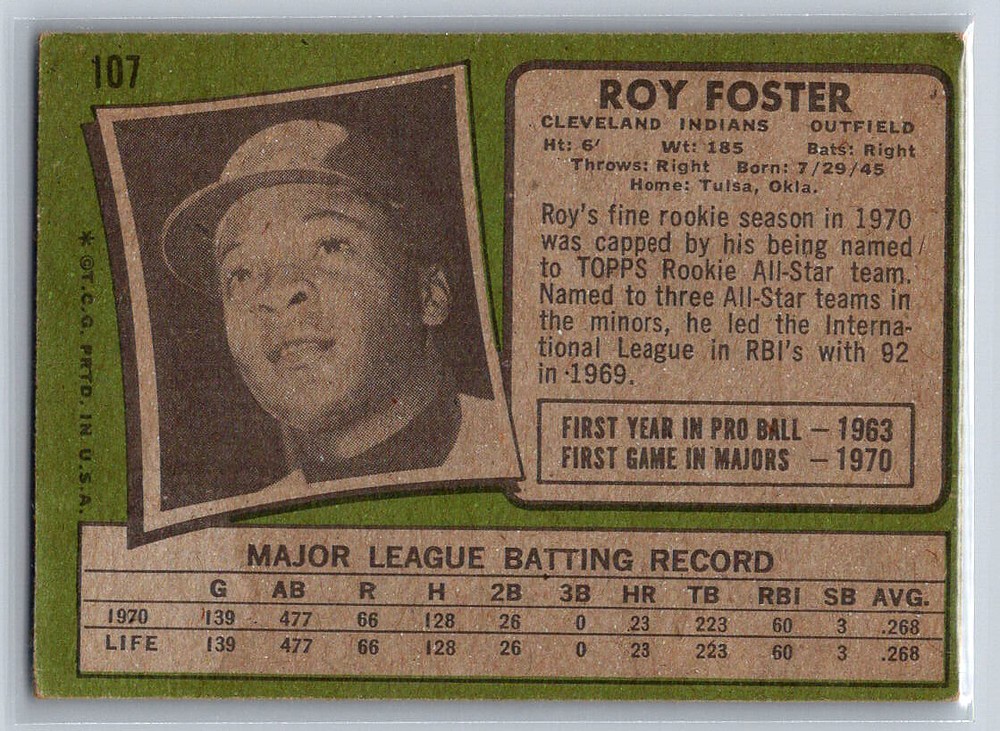 107
ROY FOSTER
CLEVELAND INDIANS OUTFIELD
Ht: 6' Wt: 185 Bats: Right
Throws: Right Born: 7/29/45
Home: Tulsa, Okla.
Roy's fine rookie season in 1970
was capped by his being named
to TOPPS Rookie All-Star team.
Named to three All-Star teams in
the minors, he led the Interna-
tional League in RBI's with 92
in 1969.
FIRST YEAR IN PRO BALL — 1963
FIRST GAME IN MAJORS — 1970
* ©T.C.G. PRTD. IN U.S.A.
MAJOR LEAGUE BATTING RECORD
G AB R H 2B 3B HR TB RBI SB AVG.
1970 139 477 66 128 26 0 23 223 60 3 .268
LIFE 139 477 66 128 26 0 23 223 60 3 .268